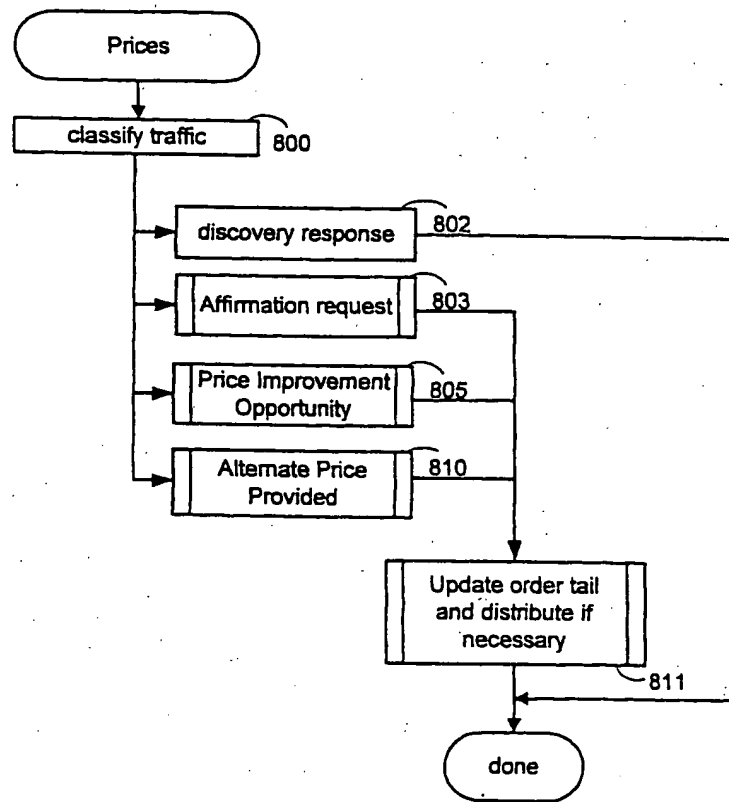 Prices
classify traffic
800
discovery response
802
Affirmation request
803
Price Improvement
Opportunity
805
Alternate Price
Provided
810
Update order tail
and distribute if
necessary
811
done